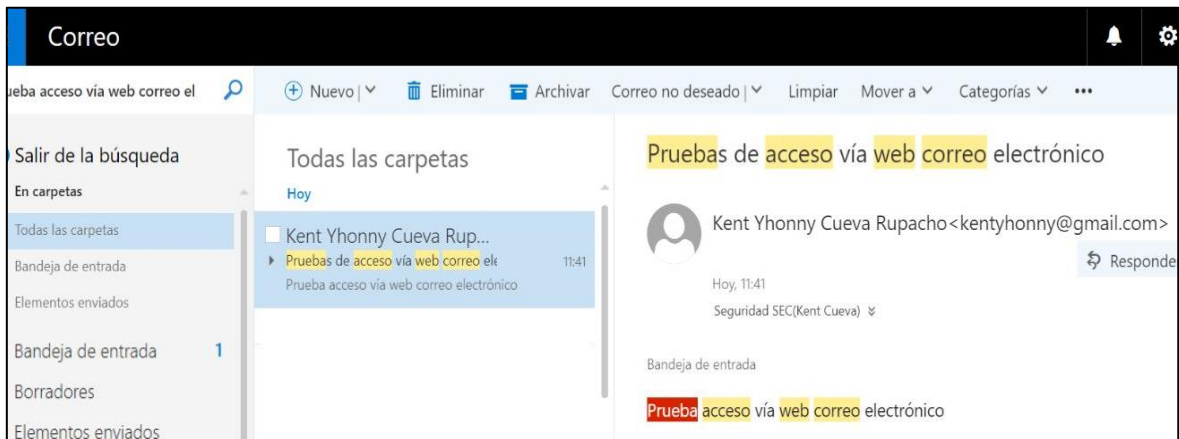 Correo
ueba acceso vía web correo el
Nuevo | Eliminar Archivar Correo no deseado | Limpiar Mover a Categorías •••
Salir de la búsqueda
En carpetas
Todas las carpetas
Bandeja de entrada
Elementos enviados
Bandeja de entrada 1
Borradores
Elementos enviados
Todas las carpetas
Hoy
Kent Yhonny Cueva Rup...
Pruebas de acceso vía web correo ele 11:41
Prueba acceso vía web correo electrónico
Pruebas de acceso vía web correo electrónico
Kent Yhonny Cueva Rupacho<kentyhonny@gmail.com>
Responde
Hoy, 11:41
Seguridad SEC(Kent Cueva)
Bandeja de entrada
Prueba acceso vía web correo electrónico